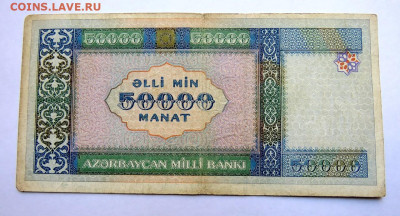 COINS.LAVE.RU
50000 50000
ƏLLİ MİN
50000
MANAT
AZƏRBAYCAN MİLLİ BANKI
50000